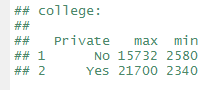 ## college:
##
##   Private   max  min
## 1      No 15732 2580
## 2     Yes 21700 2340